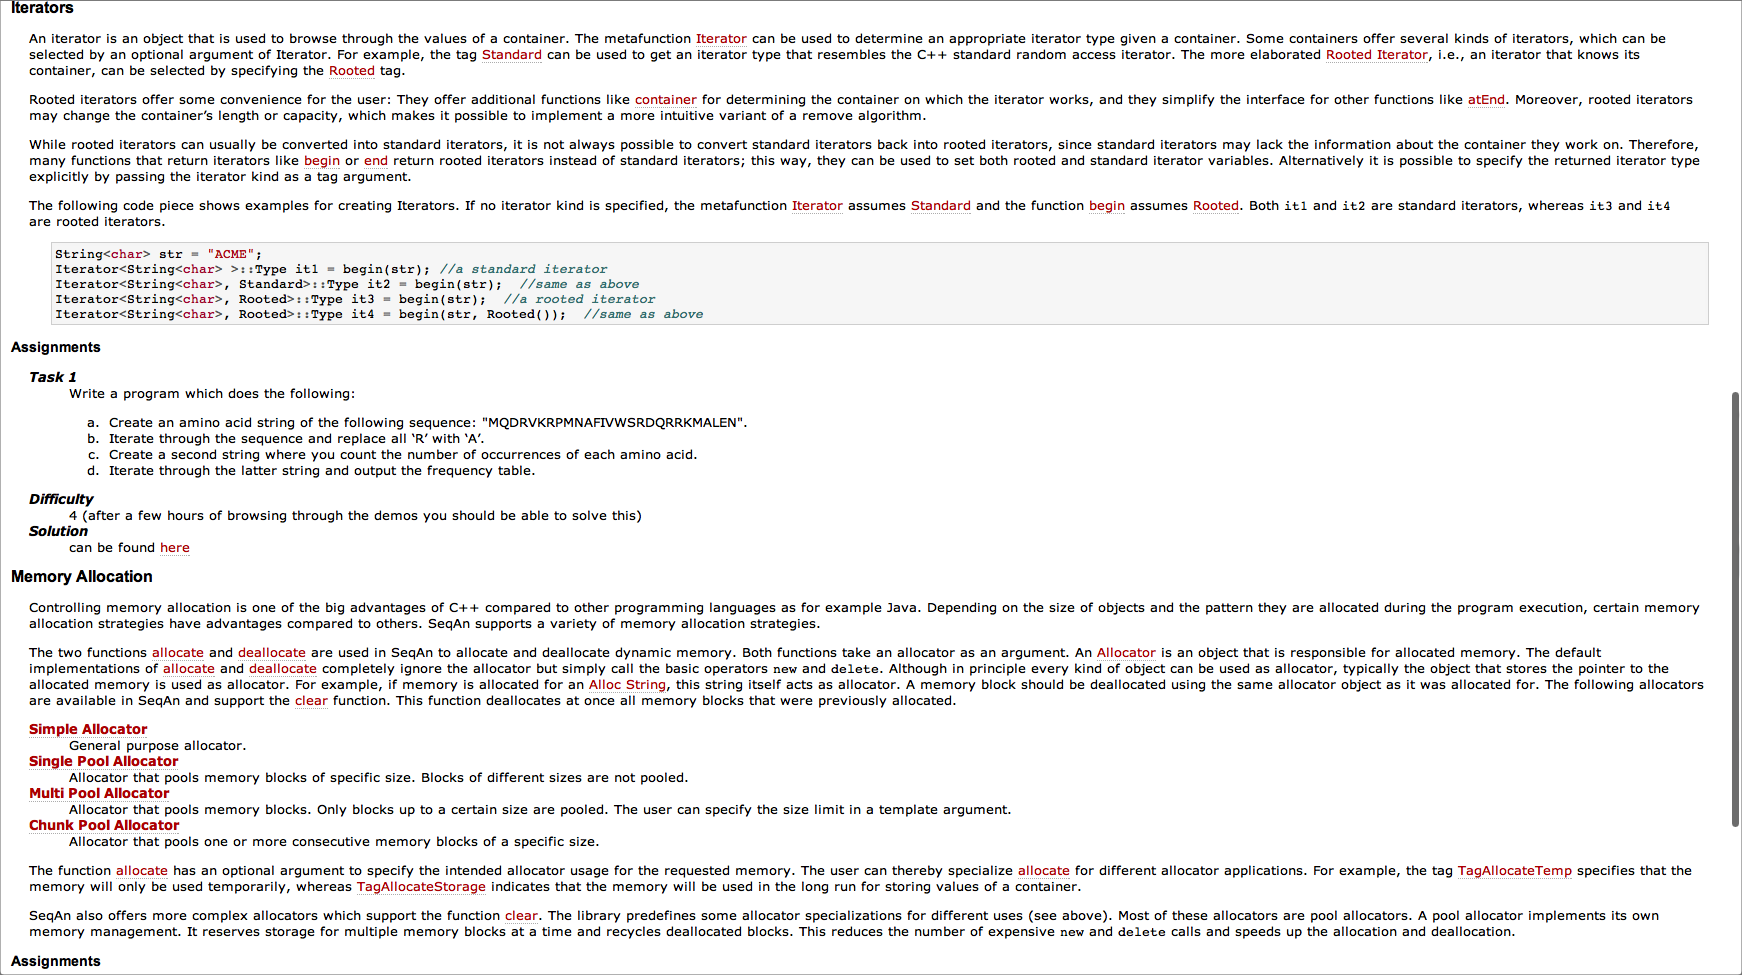 Iterators
An iterator is an object that is used to browse through the values of a container. The metafunction Iterator can be used to determine an appropriate iterator type given a container. Some containers offer several kinds of iterators, which can be
selected by an optional argument of Iterator. For example, the tag Standard can be used to get an iterator type that resembles the C++ standard random access iterator. The more elaborated Rooted Iterator, i.e., an iterator that knows its
container, can be selected by specifying the Rooted tag.
Rooted iterators offer some convenience for the user: They offer additional functions like container for determining the container on which the iterator works, and they simplify the interface for other functions like atEnd. Moreover, rooted iterators
may change the container’s length or capacity, which makes it possible to implement a more intuitive variant of a remove algorithm.
While rooted iterators can usually be converted into standard iterators, it is not always possible to convert standard iterators back into rooted iterators, since standard iterators may lack the information about the container they work on. Therefore,
many functions that return iterators like begin or end return rooted iterators instead of standard iterators; this way, they can be used to set both rooted and standard iterator variables. Alternatively it is possible to specify the returned iterator type
explicitly by passing the iterator kind as a tag argument.
The following code piece shows examples for creating Iterators. If no iterator kind is specified, the metafunction Iterator assumes Standard and the function begin assumes Rooted. Both it1 and it2 are standard iterators, whereas it3 and it4
are rooted iterators.
String<char> str = "ACME";
Iterator<String<char> >::Type it1 = begin(str); //a standard iterator
Iterator<String<char>, Standard>::Type it2 = begin(str);  //same as above
Iterator<String<char>, Rooted>::Type it3 = begin(str);  //a rooted iterator
Iterator<String<char>, Rooted>::Type it4 = begin(str, Rooted());  //same as above
Assignments
Task 1
Write a program which does the following:
a. Create an amino acid string of the following sequence: "MQDRVKRPMNAFIVWSRDQRRKMALEN".
b. Iterate through the sequence and replace all ‘R’ with ‘A’.
c. Create a second string where you count the number of occurrences of each amino acid.
d. Iterate through the latter string and output the frequency table.
Difficulty
4 (after a few hours of browsing through the demos you should be able to solve this)
Solution
can be found here
Memory Allocation
Controlling memory allocation is one of the big advantages of C++ compared to other programming languages as for example Java. Depending on the size of objects and the pattern they are allocated during the program execution, certain memory
allocation strategies have advantages compared to others. SeqAn supports a variety of memory allocation strategies.
The two functions allocate and deallocate are used in SeqAn to allocate and deallocate dynamic memory. Both functions take an allocator as an argument. An Allocator is an object that is responsible for allocated memory. The default
implementations of allocate and deallocate completely ignore the allocator but simply call the basic operators new and delete. Although in principle every kind of object can be used as allocator, typically the object that stores the pointer to the
allocated memory is used as allocator. For example, if memory is allocated for an Alloc String, this string itself acts as allocator. A memory block should be deallocated using the same allocator object as it was allocated for. The following allocators
are available in SeqAn and support the clear function. This function deallocates at once all memory blocks that were previously allocated.
Simple Allocator
General purpose allocator.
Single Pool Allocator
Allocator that pools memory blocks of specific size. Blocks of different sizes are not pooled.
Multi Pool Allocator
Allocator that pools memory blocks. Only blocks up to a certain size are pooled. The user can specify the size limit in a template argument.
Chunk Pool Allocator
Allocator that pools one or more consecutive memory blocks of a specific size.
The function allocate has an optional argument to specify the intended allocator usage for the requested memory. The user can thereby specialize allocate for different allocator applications. For example, the tag TagAllocateTemp specifies that the
memory will only be used temporarily, whereas TagAllocateStorage indicates that the memory will be used in the long run for storing values of a container.
SeqAn also offers more complex allocators which support the function clear. The library predefines some allocator specializations for different uses (see above). Most of these allocators are pool allocators. A pool allocator implements its own
memory management. It reserves storage for multiple memory blocks at a time and recycles deallocated blocks. This reduces the number of expensive new and delete calls and speeds up the allocation and deallocation.
Assignments